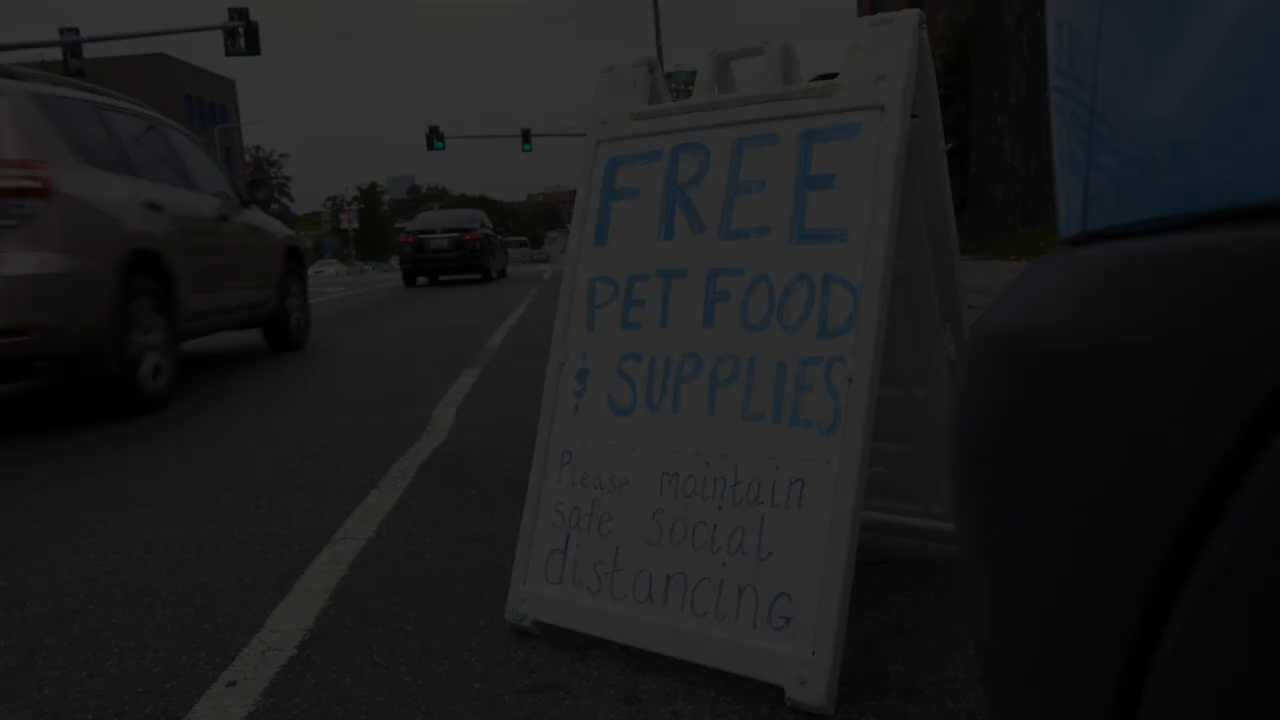 FREE
PET FOOD
& SUPPLIES
Please maintain
safe social
distancing